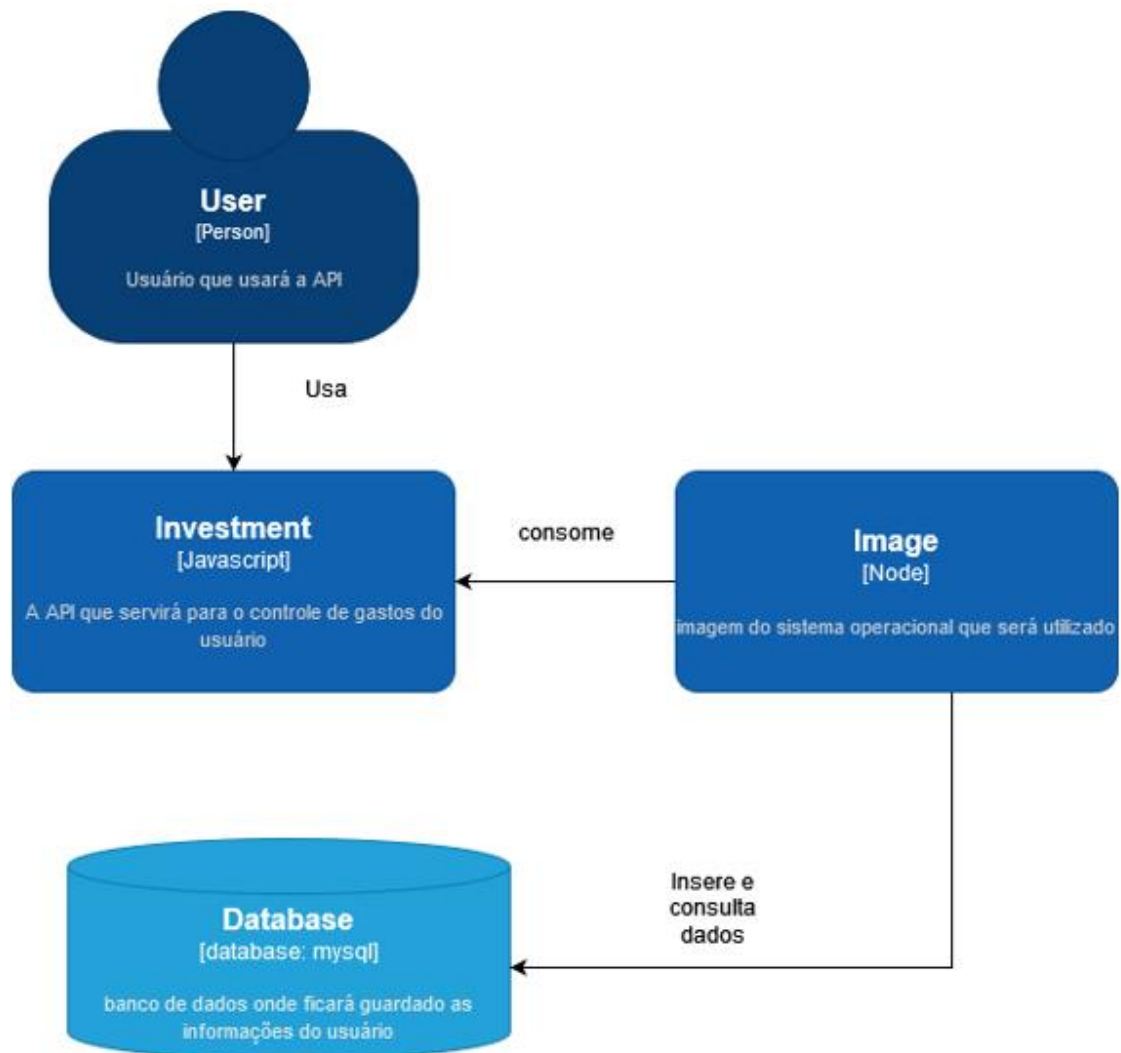 User
[Person]
Usuário que usará a API
Usa
Investment
[Javascript]
A API que servirá para o controle de gastos do
usuário
consome
Image
[Node]
imagem do sistema operacional que será utilizado
Insere e
consulta
dados
Database
[database: mysql]
banco de dados onde ficará guardado as
informações do usuário